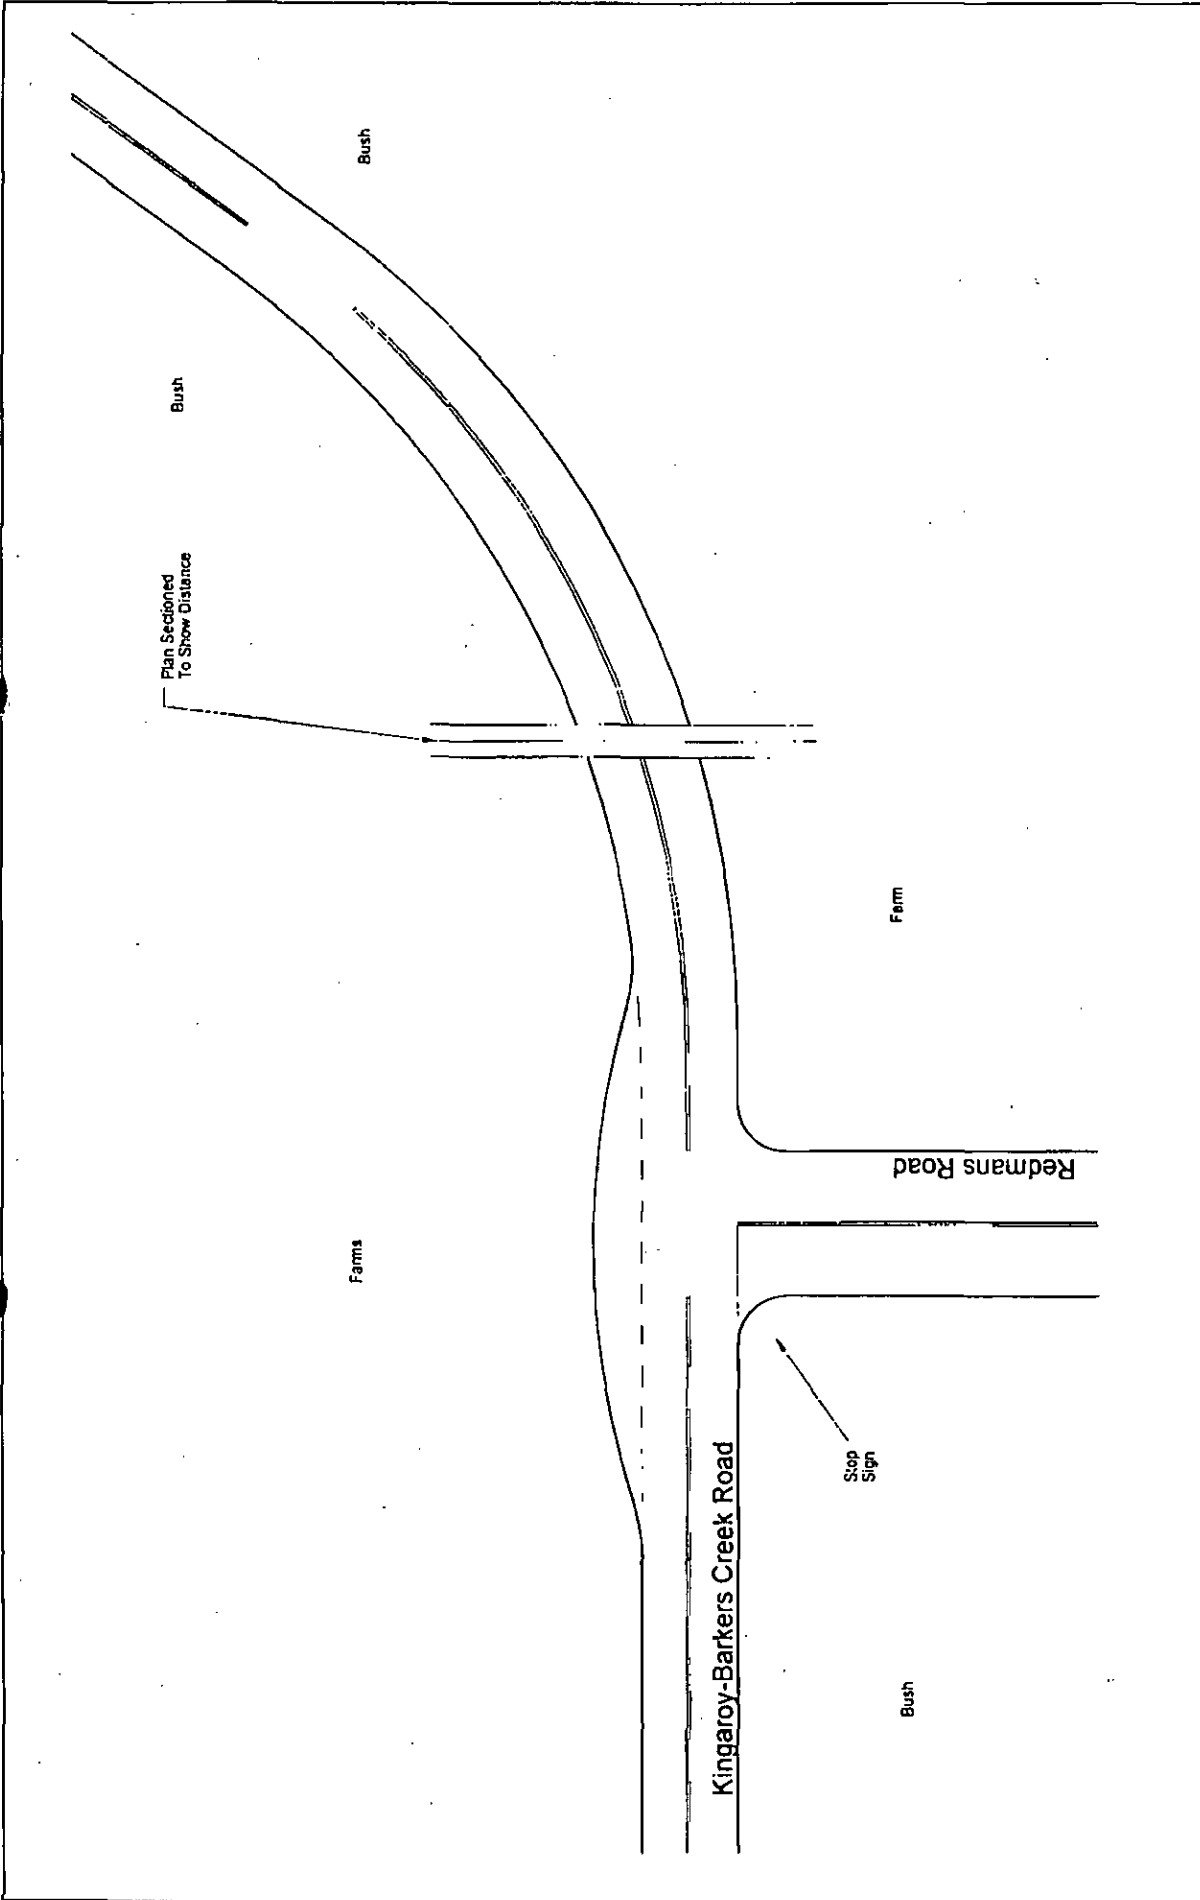 Bush
Bush
Plan Sectioned
To Show Distance
Farm
Farms
Redmans Road
Kingaroy-Barkers Creek Road
Stop
Sign
Bush